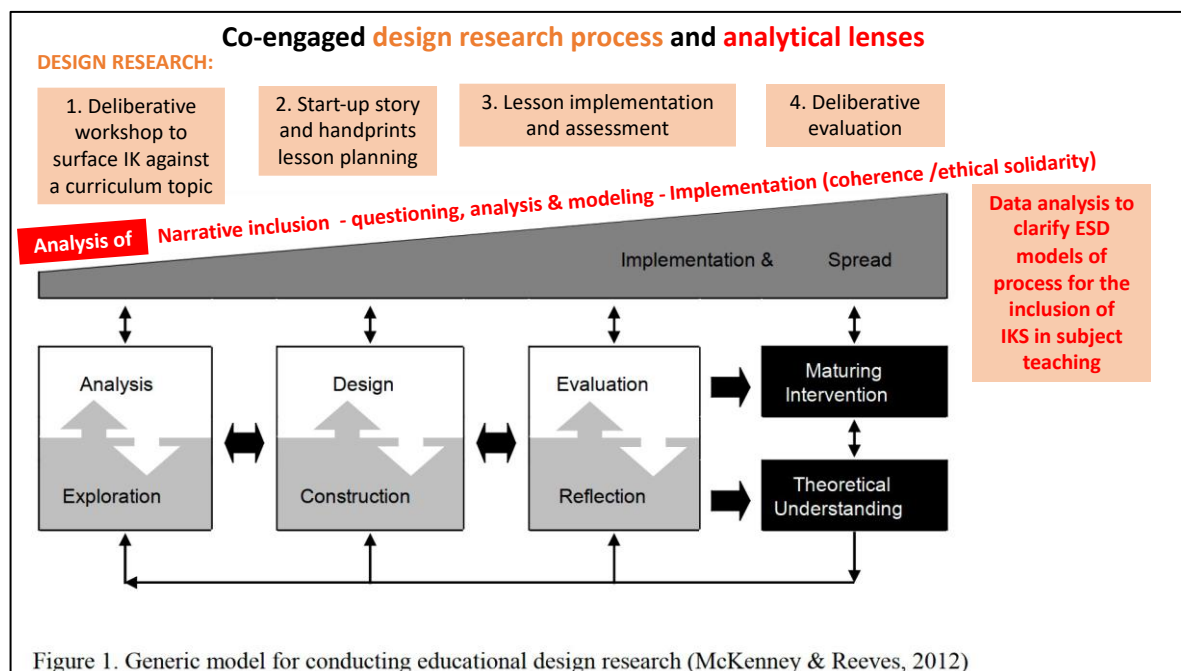 Co-engaged design research process and analytical lenses
DESIGN RESEARCH:
1. Deliberative
workshop to
surface IK against
a curriculum topic
2. Start-up story
and handprints
lesson planning
3. Lesson implementation
and assessment
4. Deliberative
evaluation
Analysis of
Narrative inclusion - questioning, analysis & modeling - Implementation (coherence /ethical solidarity)
Implementation & Spread
Data analysis to
clarify ESD
models of
process for the
inclusion of
IKS in subject
teaching
Analysis
Exploration
Design
Construction
Evaluation
Reflection
Maturing
Intervention
Theoretical
Understanding
Figure 1. Generic model for conducting educational design research (McKenney & Reeves, 2012)